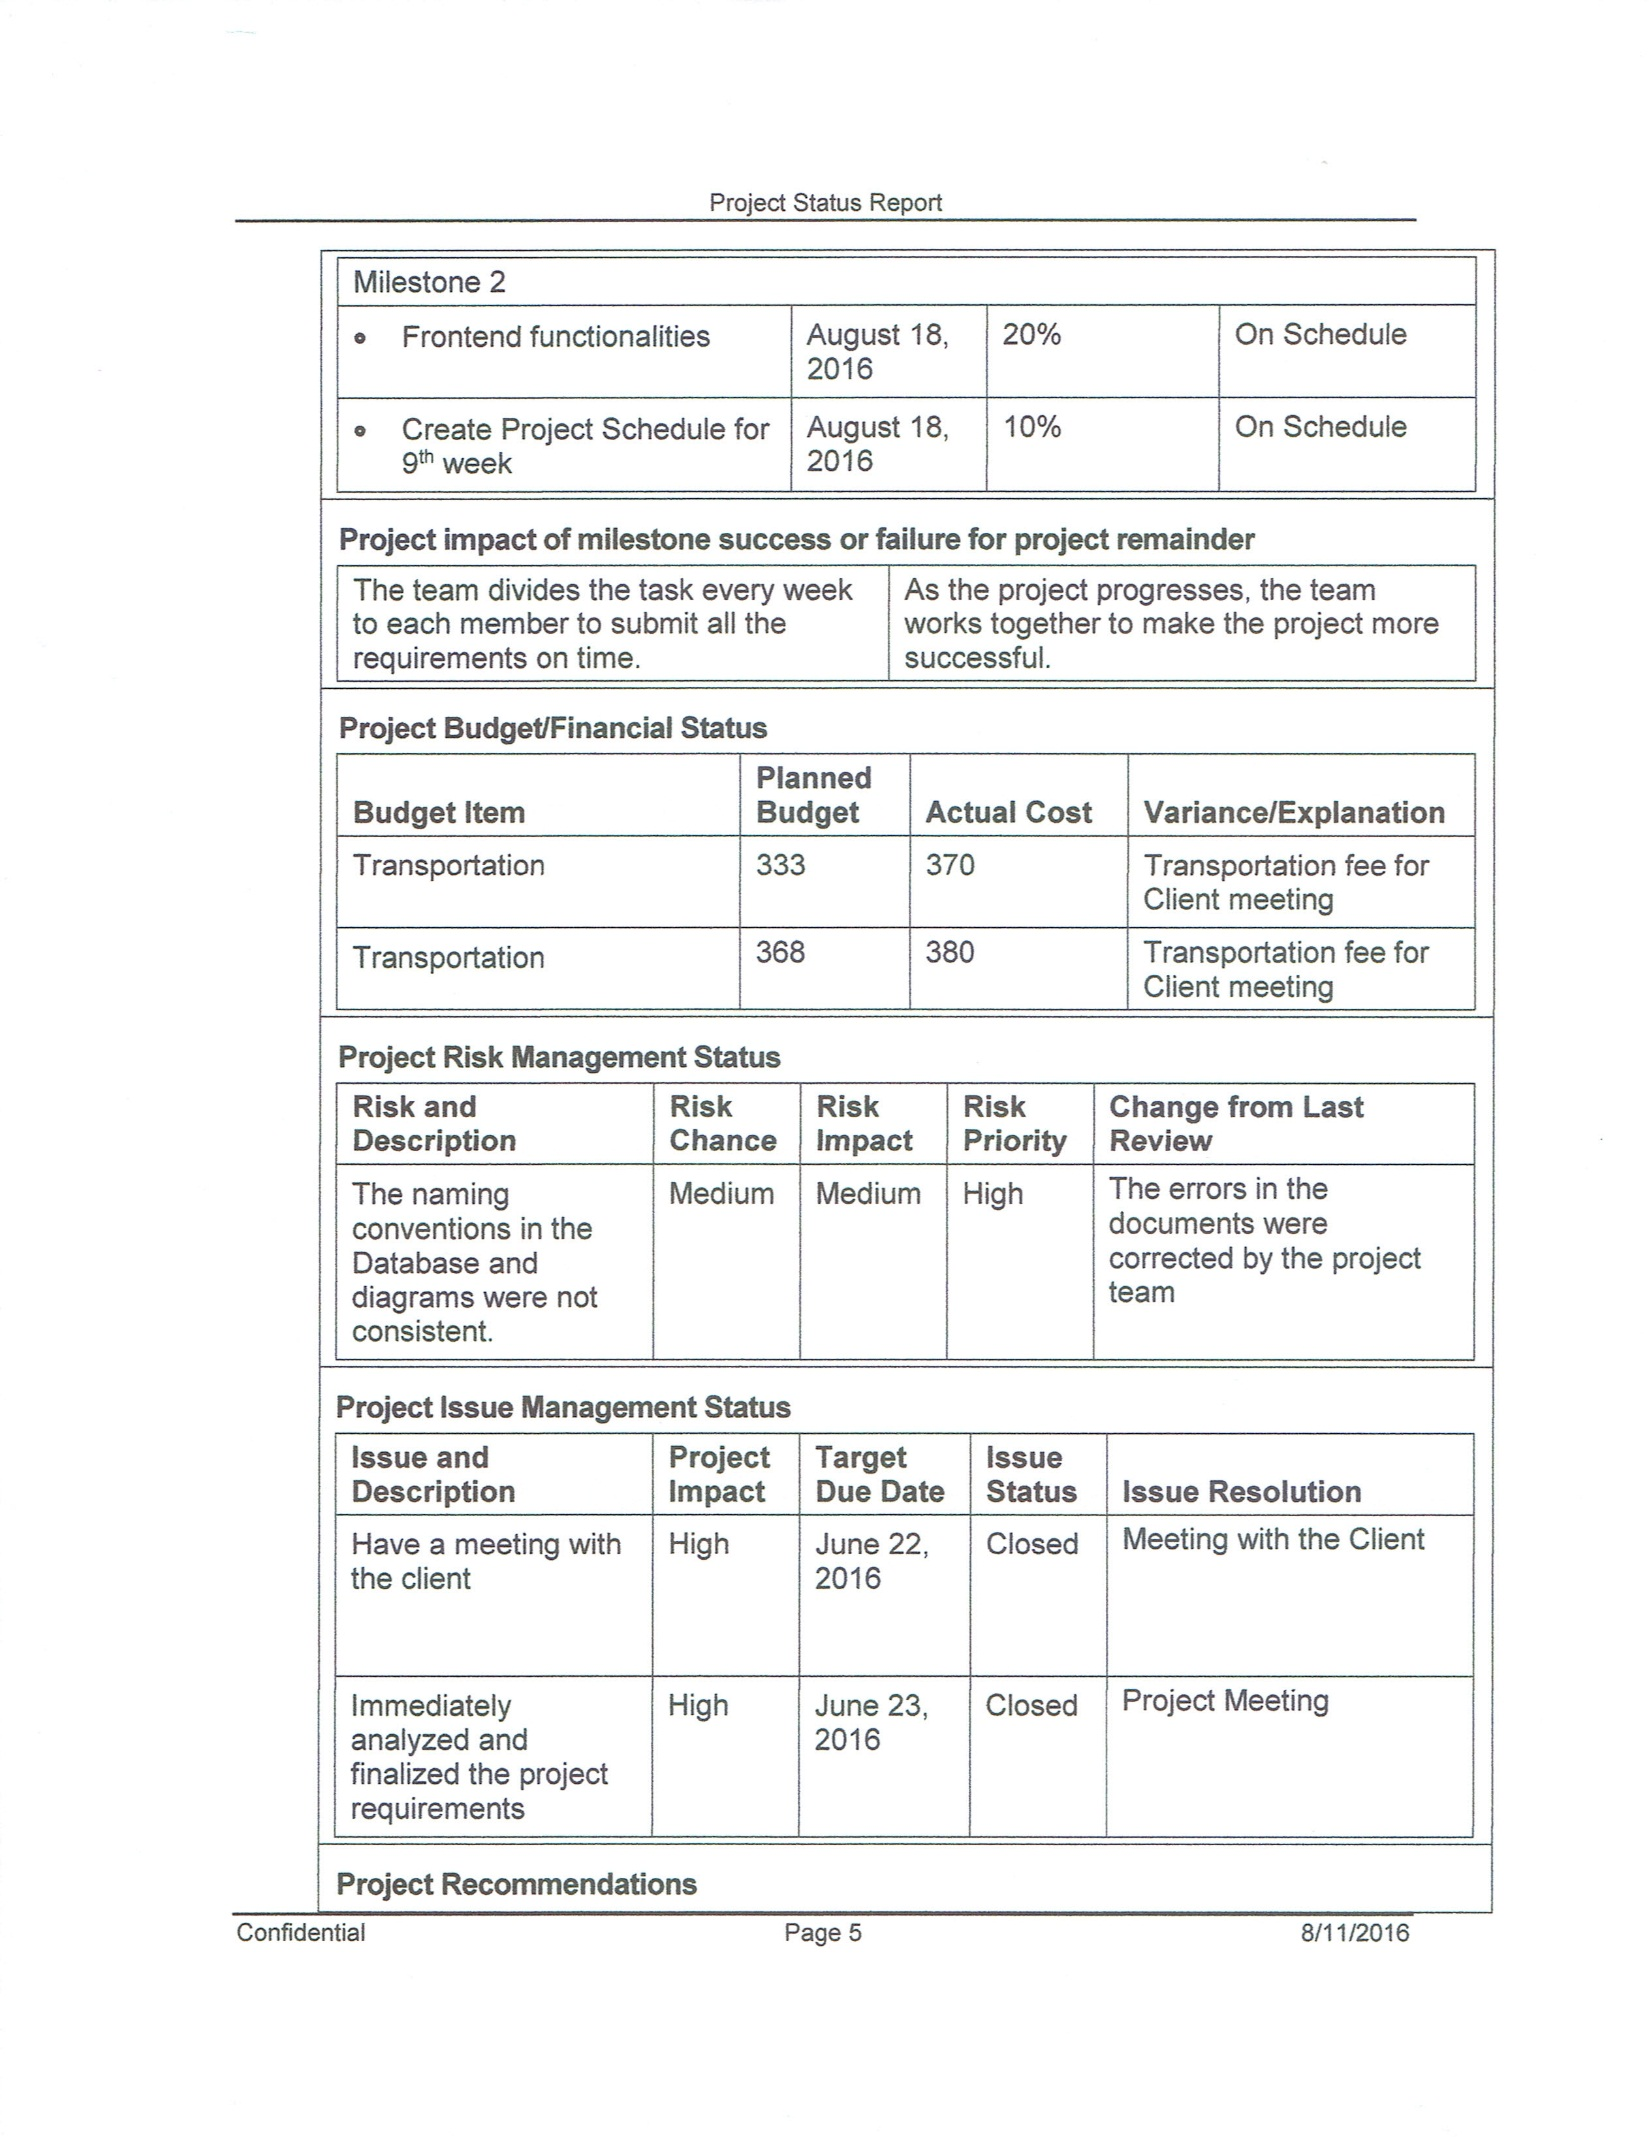 Project Status Report
Milestone 2
• Frontend functionalities
August 18,
2016
20%
On Schedule
• Create Project Schedule for
9th week
August 18,
2016
10%
On Schedule
Project impact of milestone success or failure for project remainder
The team divides the task every week
to each member to submit all the
requirements on time.
As the project progresses, the team
works together to make the project more
successful.
Project Budget/Financial Status
Budget Item
Planned
Budget
Actual Cost
Variance/Explanation
Transportation
333
370
Transportation fee for
Client meeting
Transportation
368
380
Transportation fee for
Client meeting
Project Risk Management Status
Risk and
Description
Risk
Chance
Risk
Impact
Risk
Priority
Change from Last
Review
The naming
conventions in the
Database and
diagrams were not
consistent.
Medium
Medium
High
The errors in the
documents were
corrected by the project
team
Project Issue Management Status
Issue and
Description
Project
Impact
Target
Due Date
Issue
Status
Issue Resolution
Have a meeting with
the client
High
June 22,
2016
Closed
Meeting with the Client
Immediately
analyzed and
finalized the project
requirements
High
June 23,
2016
Closed
Project Meeting
Project Recommendations
Confidential
Page 5
8/11/2016